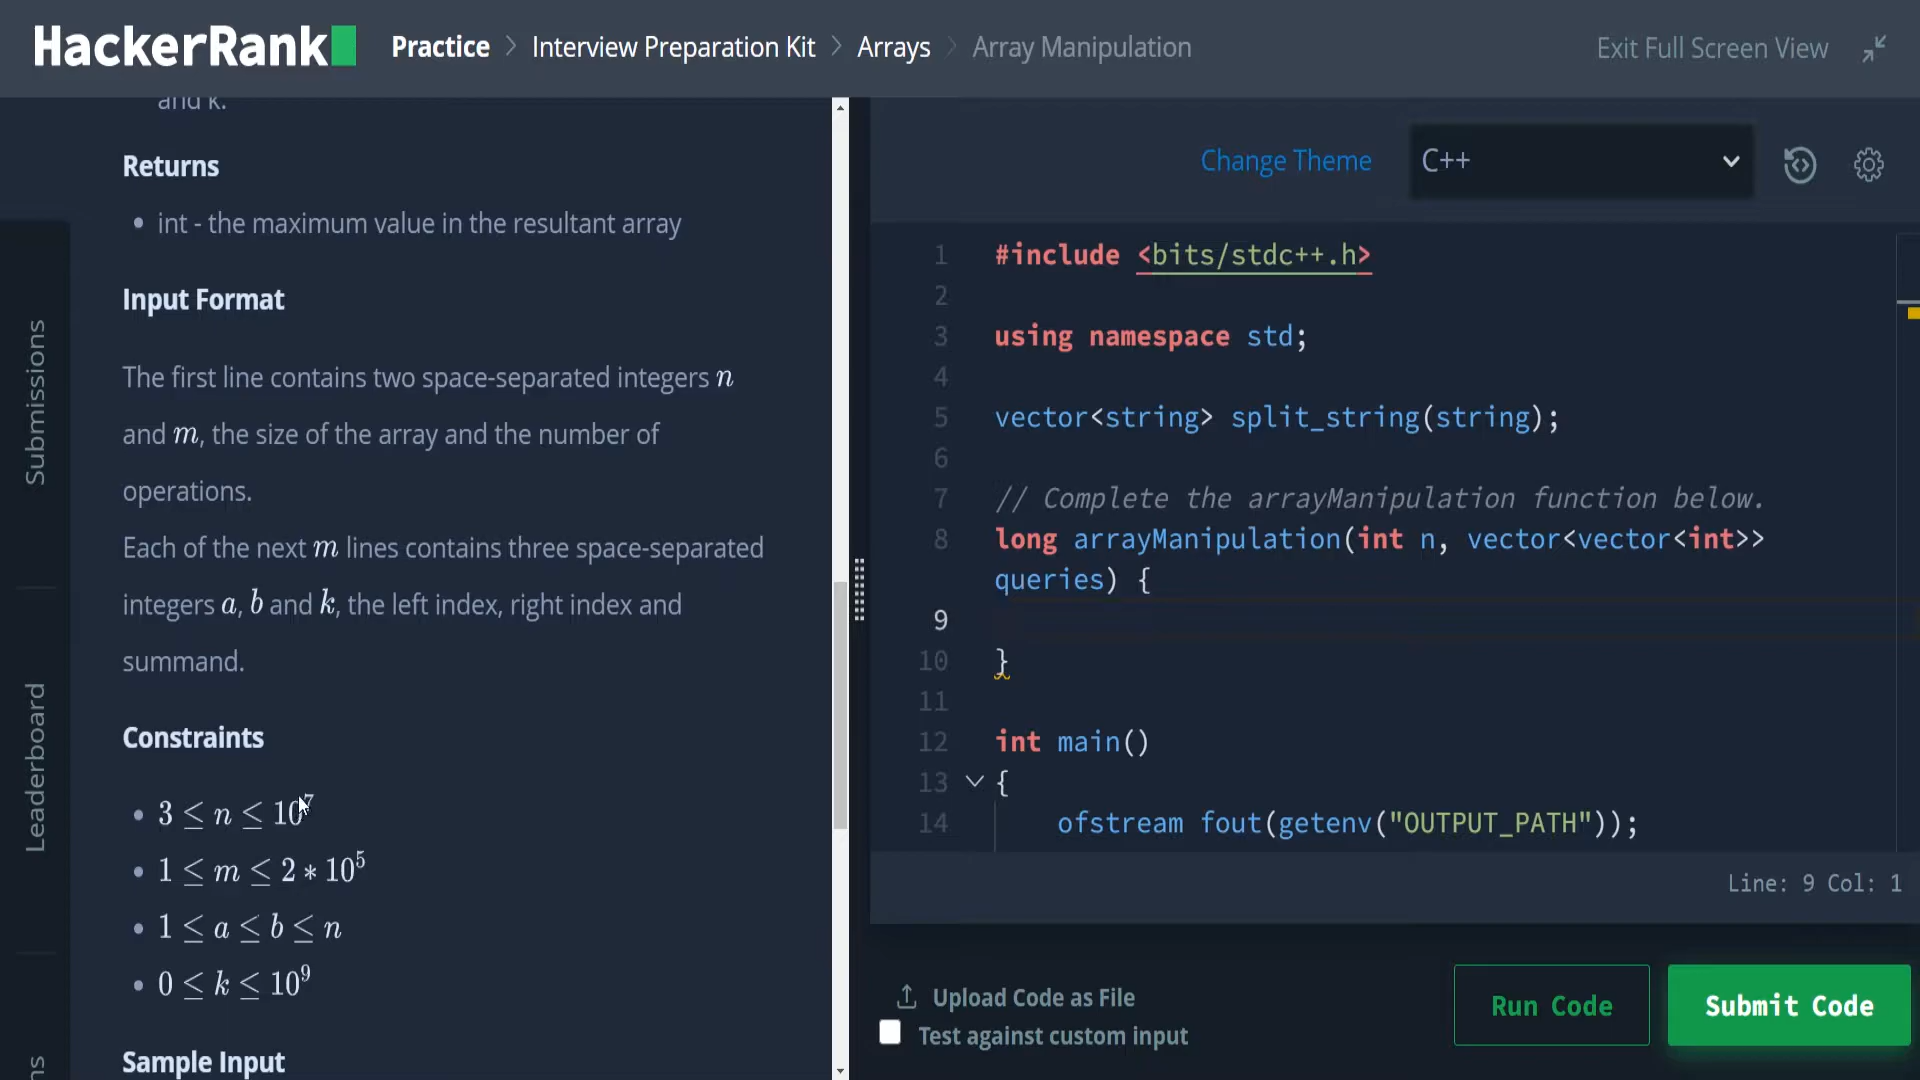 HackerRank
Practice > Interview Preparation Kit > Arrays > Array Manipulation
Exit Full Screen View
and k.
Returns
• int - the maximum value in the resultant array
Input Format
The first line contains two space-separated integers n
and m, the size of the array and the number of
operations.
Each of the next m lines contains three space-separated
integers a, b and k, the left index, right index and
summand.
Constraints
• 3 ≤ n ≤ 10^7
• 1 ≤ m ≤ 2 * 10^5
• 1 ≤ a ≤ b ≤ n
• 0 ≤ k ≤ 10^9
Sample Input
Submissions
Leaderboard
Change Theme
C++
1 #include <bits/stdc++.h>
2
3 using namespace std;
4
5 vector<string> split_string(string);
6
7 // Complete the arrayManipulation function below.
8 long arrayManipulation(int n, vector<vector<int>>
queries) {
9
10 }
11
12 int main()
13 {
14 ofstream fout(getenv("OUTPUT_PATH"));
Line: 9 Col: 1
Upload Code as File
Test against custom input
Run Code
Submit Code